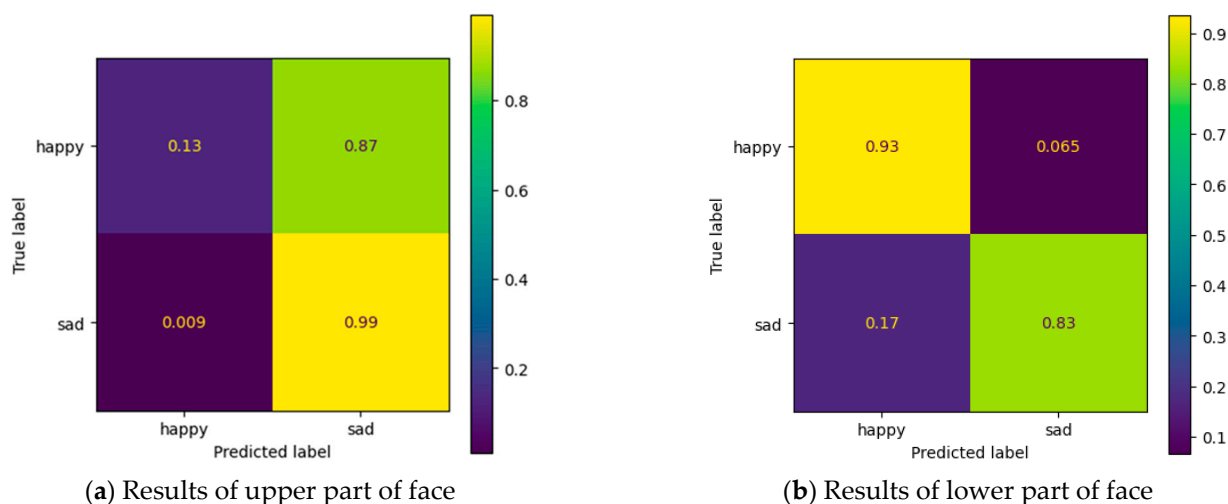 0.8
0.6
0.4
0.2
happy
0.13
0.87
sad
0.009
0.99
happy
sad
True label
Predicted label
(a) Results of upper part of face
0.9
0.8
0.7
0.6
0.5
0.4
0.3
0.2
0.1
happy
0.93
0.065
sad
0.17
0.83
happy
sad
True label
Predicted label
(b) Results of lower part of face